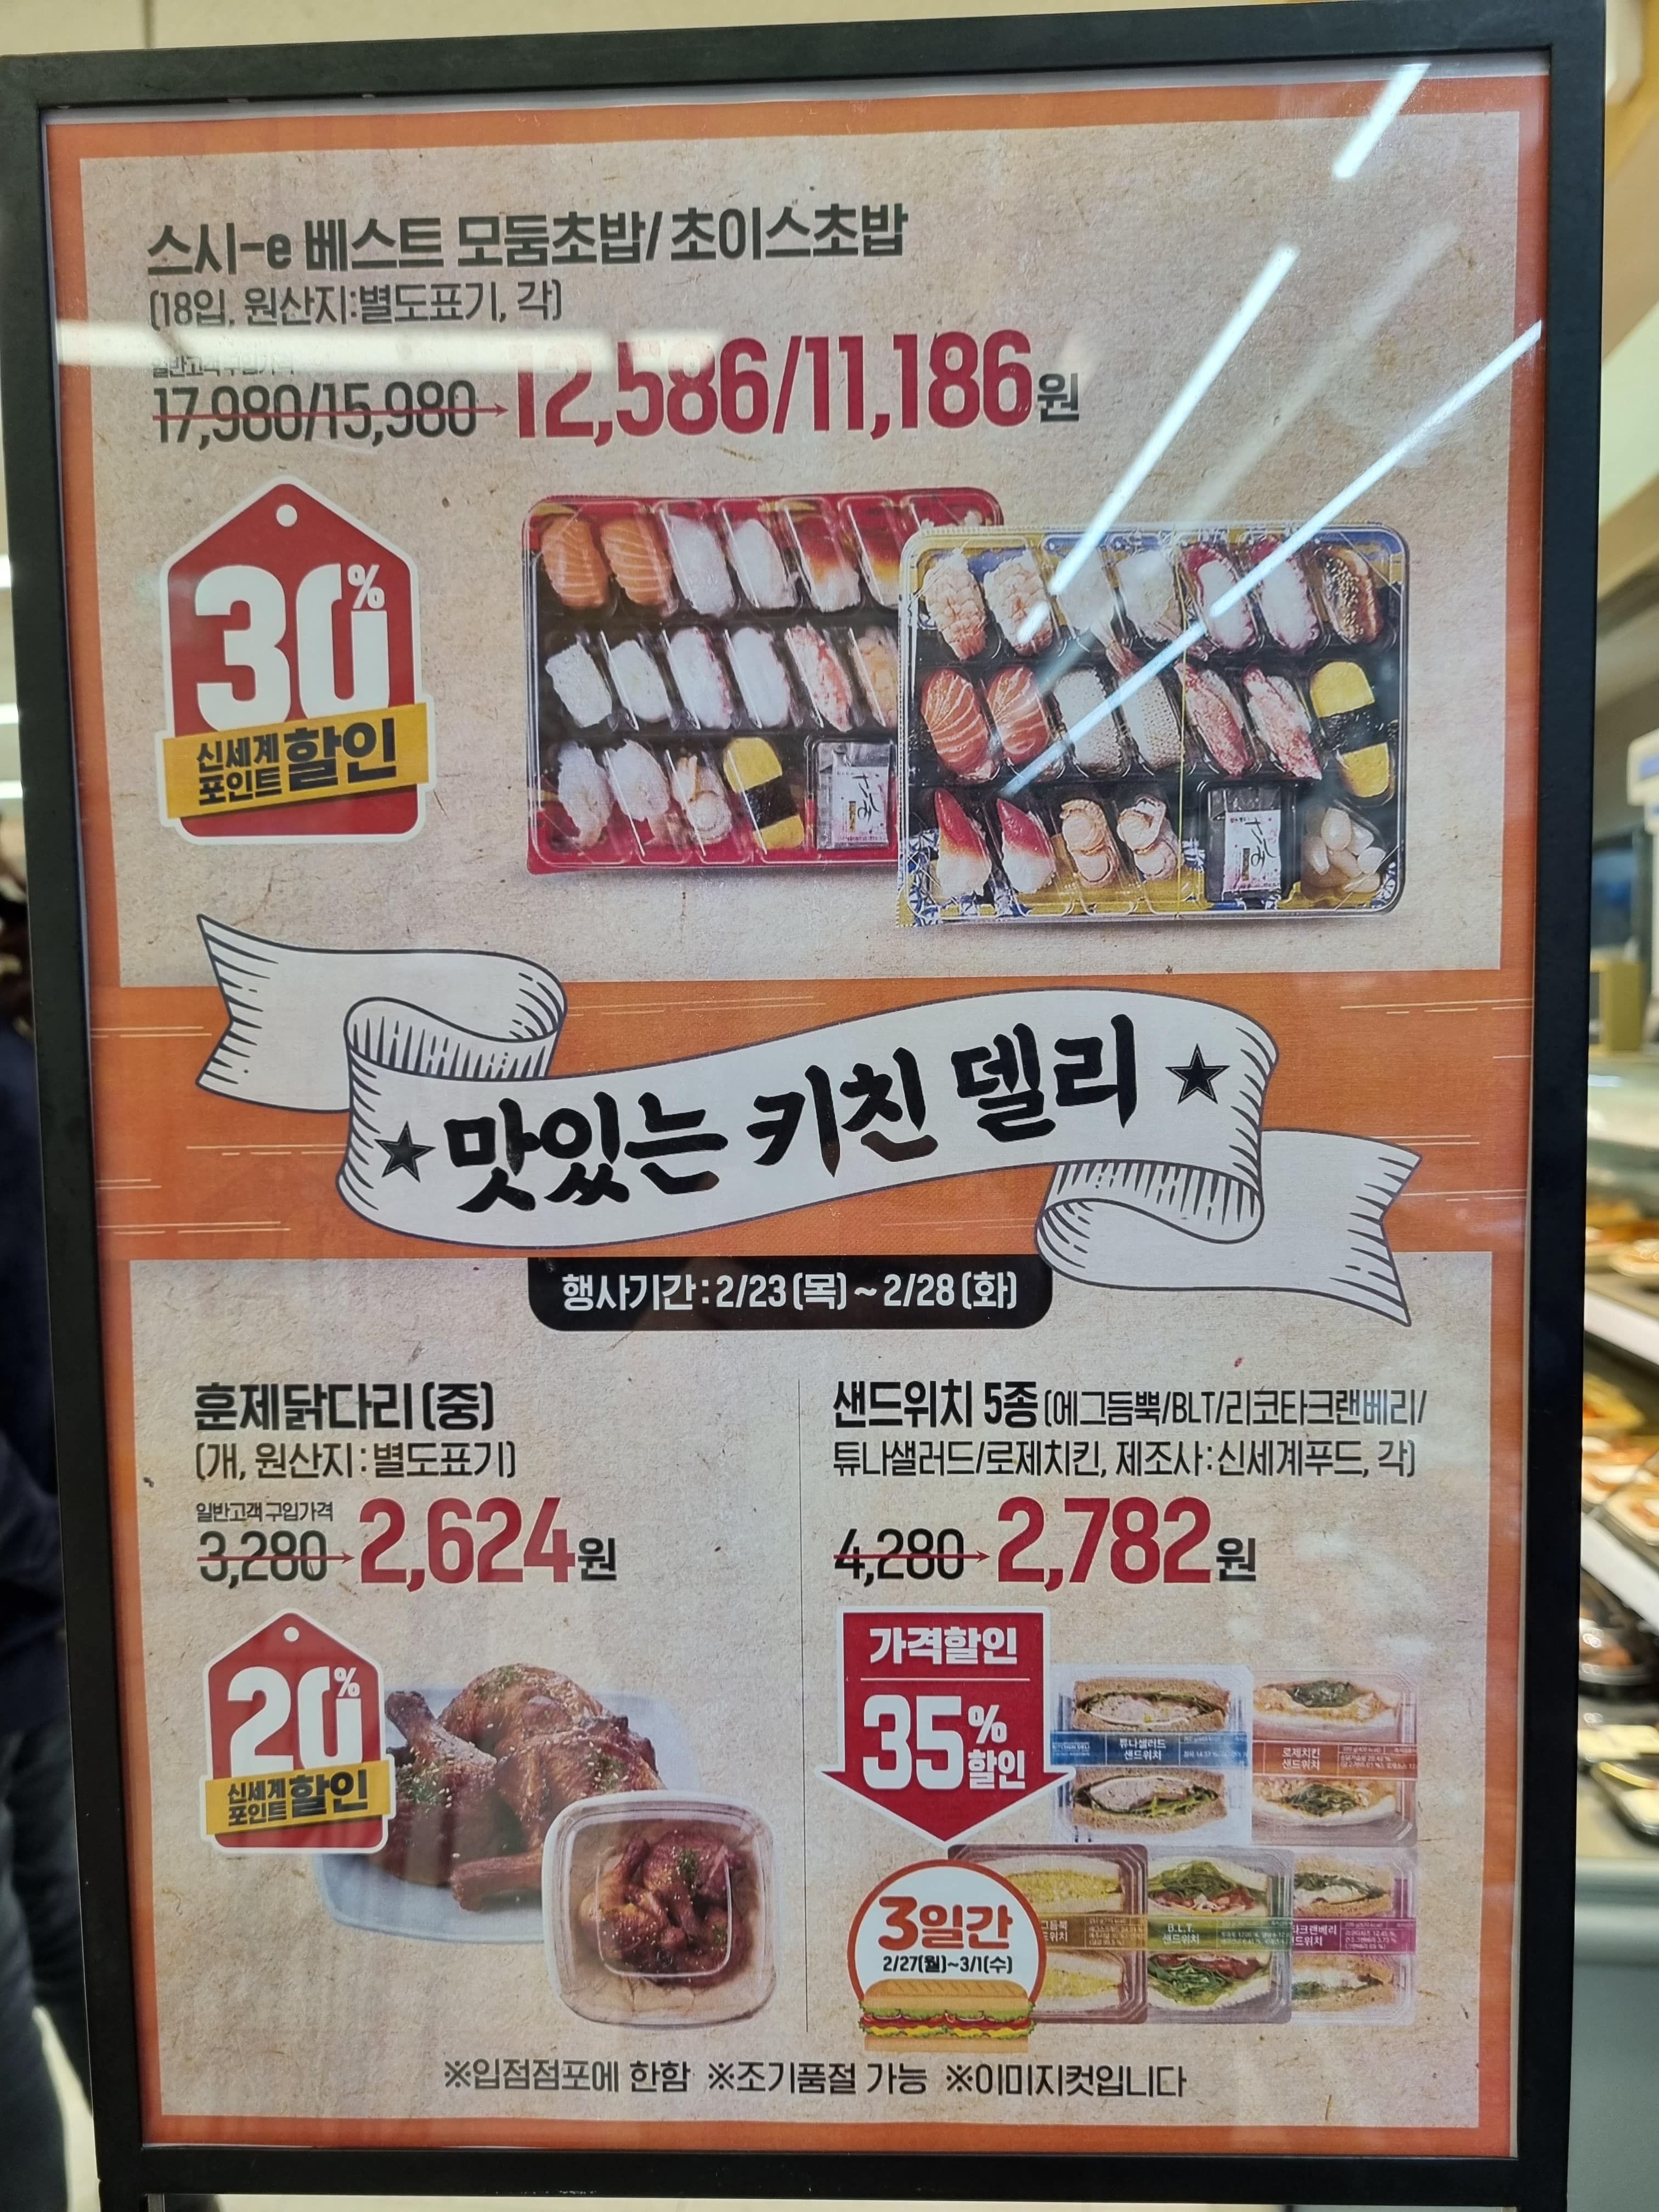 스시-e 베스트 모둠초밥/초이스초밥
(18입, 원산지:별도표기, 각)
일반고객 구입가격
17,980/15,980→12,586/11,186원
30%
신세계
포인트 할인
맛있는 키친 델리
행사기간 : 2/23(목) ~ 2/28(화)
훈제닭다리(중)
(개, 원산지 : 별도표기)
일반고객 구입가격
3,280→2,624원
20%
신세계
포인트 할인
샌드위치 5종 (에그듬뿍/BLT/리코타크랜베리/
튜나샐러드/로제치킨, 제조사 : 신세계푸드, 각)
4,280→2,782원
가격할인
35%
할인
튜나샐러드
샌드위치
로제치킨
샌드위치
B.L.T.
샌드위치
3일간
2/27(월)~3/1(수)
※입점점포에 한함 ※조기품절 가능 ※이미지컷입니다